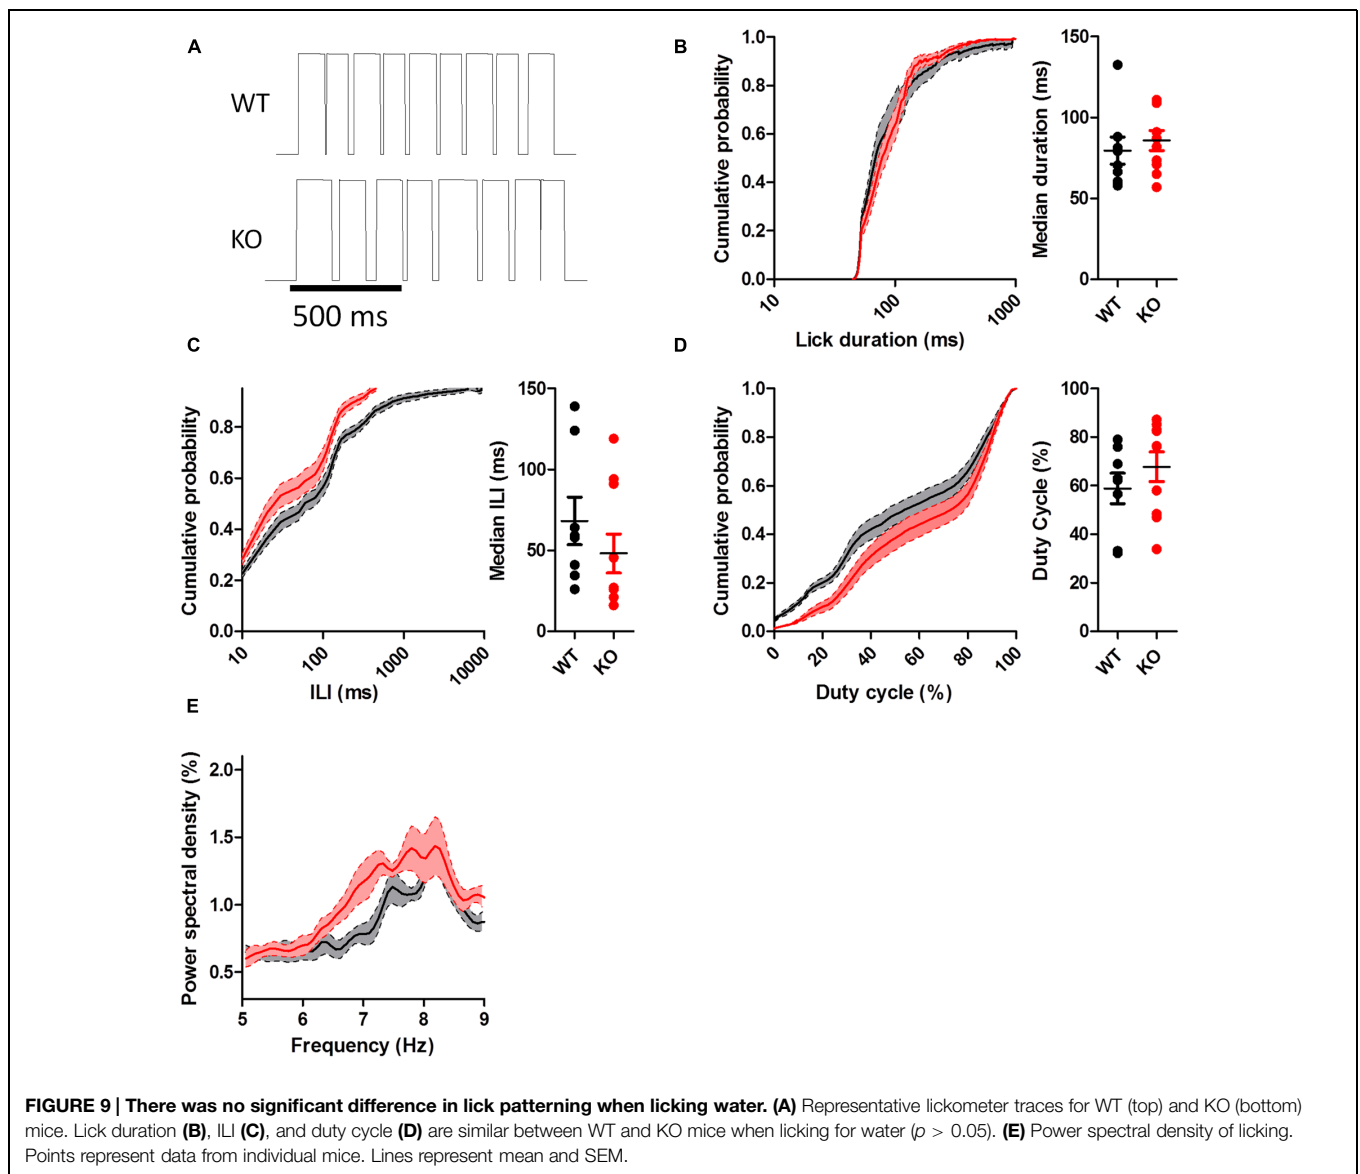 A
WT
KO
500 ms
B
Cumulative probability
1.0
0.8
0.6
0.4
0.2
0.0
10
100
1000
Lick duration (ms)
Median duration (ms)
150
100
50
0
WT
KO
C
Cumulative probability
0.8
0.6
0.4
0.2
0.0
10
100
1000
10000
ILI (ms)
Median ILI (ms)
150
100
50
0
WT
KO
D
Cumulative probability
1.0
0.8
0.6
0.4
0.2
0.0
0
20
40
60
80
100
Duty cycle (%)
Duty Cycle (%)
100
80
60
40
20
0
WT
KO
E
Power spectral density (%)
2.0
1.5
1.0
0.5
5
6
7
8
9
Frequency (Hz)
FIGURE 9 | There was no significant difference in lick patterning when licking water. (A) Representative lickometer traces for WT (top) and KO (bottom)
mice. Lick duration (B), ILI (C), and duty cycle (D) are similar between WT and KO mice when licking for water (p > 0.05). (E) Power spectral density of licking.
Points represent data from individual mice. Lines represent mean and SEM.